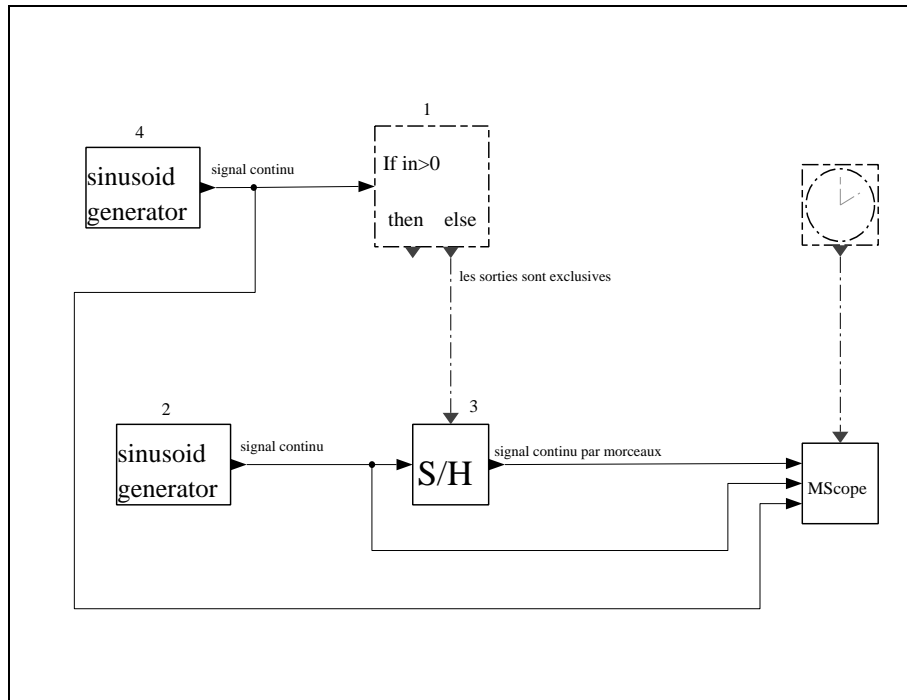 1
4
If in>0
sinusoid
generator
signal continu
then else
les sorties sont exclusives
2
3
sinusoid
generator
signal continu
S/H
signal continu par morceaux
MScope